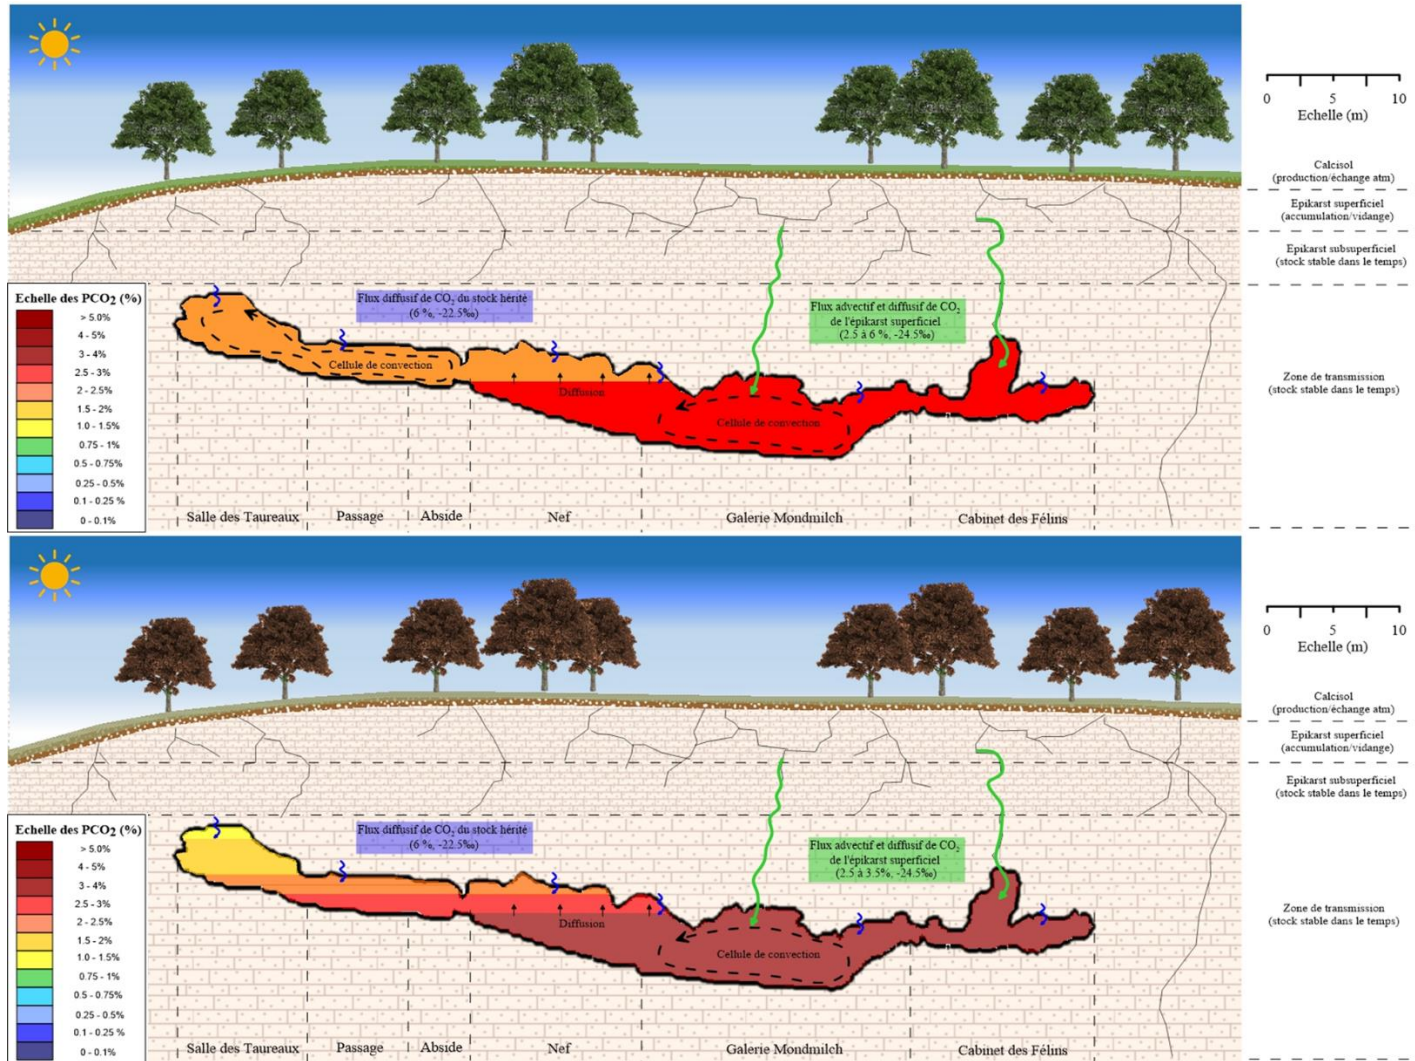 0 5 10
Echelle (m)
Calcisol
(production/échange atm)
Epikarst superficiel
(accumulation/vidange)
Epikarst subsuperficiel
(stock stable dans le temps)
Echelle des PCO₂ (%)
> 5.0%
4 - 5%
3 - 4%
2.5 - 3%
2 - 2.5%
1.5 - 2%
1.0 - 1.5%
0.75 - 1%
0.5 - 0.75%
0.25 - 0.5%
0.1 - 0.25 %
0 - 0.1%
Flux diffusif de CO₂ du stock hérité
(6 %, -22.5‰)
Flux advectif et diffusif de CO₂
de l'épikarst superficiel
(2.5 à 6 %, -24.5‰)
Cellule de convection
Diffusion
Cellule de convection
Zone de transmission
(stock stable dans le temps)
Salle des Taureaux
Passage
Abside
Nef
Galerie Mondmilch
Cabinet des Félins
0 5 10
Echelle (m)
Calcisol
(production/échange atm)
Epikarst superficiel
(accumulation/vidange)
Epikarst subsuperficiel
(stock stable dans le temps)
Echelle des PCO₂ (%)
> 5.0%
4 - 5%
3 - 4%
2.5 - 3%
2 - 2.5%
1.5 - 2%
1.0 - 1.5%
0.75 - 1%
0.5 - 0.75%
0.25 - 0.5%
0.1 - 0.25 %
0 - 0.1%
Flux diffusif de CO₂ du stock hérité
(6 %, -22.5‰)
Flux advectif et diffusif de CO₂
de l'épikarst superficiel
(2.5 à 3.5%, -24.5‰)
Diffusion
Cellule de convection
Zone de transmission
(stock stable dans le temps)
Salle des Taureaux
Passage
Abside
Nef
Galerie Mondmilch
Cabinet des Félins